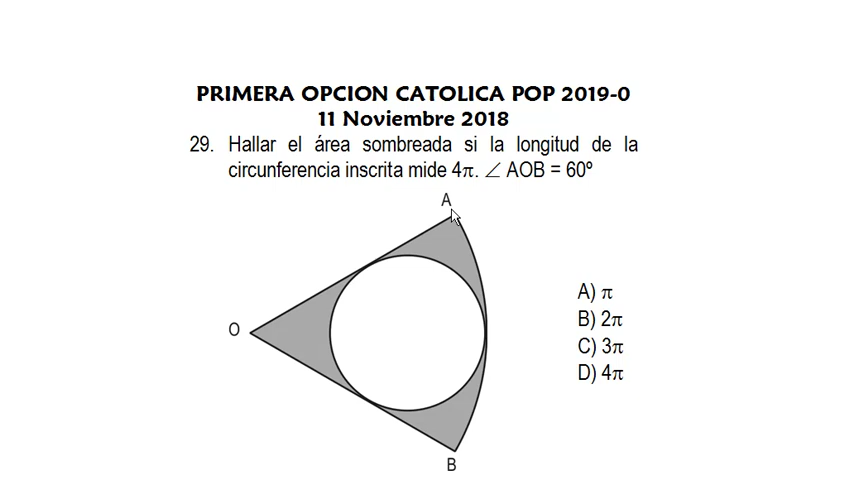 PRIMERA OPCION CATOLICA POP 2019-0
11 Noviembre 2018
29. Hallar el área sombreada si la longitud de la
circunferencia inscrita mide 4π. ∠ AOB = 60º
A
O
B
A) π
B) 2π
C) 3π
D) 4π